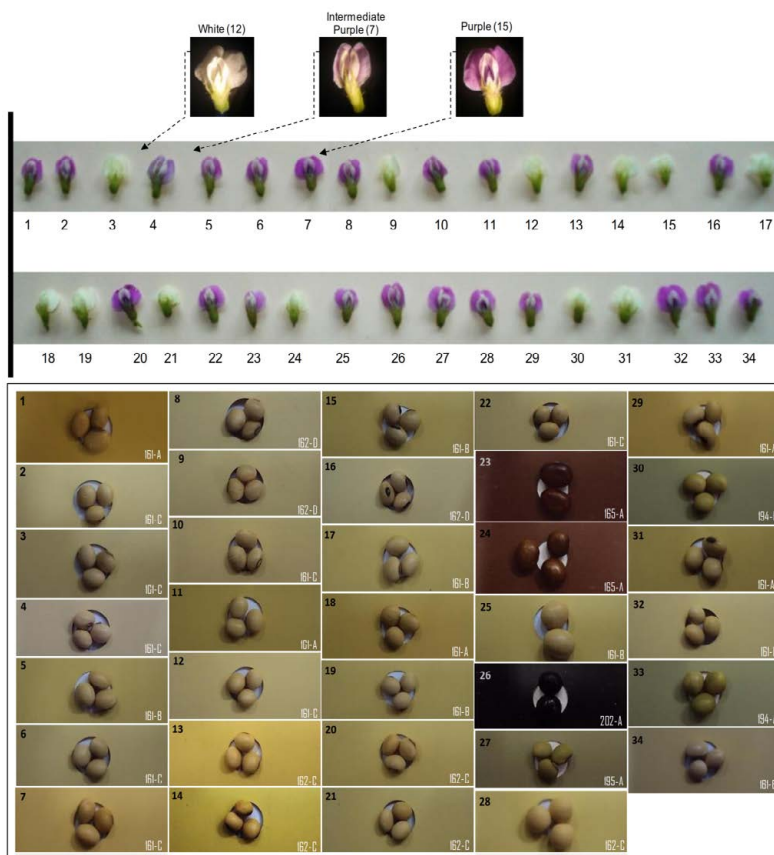 White (12)
Intermediate
Purple (7)
Purple (15)
1 2 3 4 5 6 7 8 9 10 11 12 13 14 15 16 17
18 19 20 21 22 23 24 25 26 27 28 29 30 31 32 33 34
1
161-A
2
161-C
3
161-C
4
161-C
5
161-B
6
161-C
7
161-C
8
162-D
9
162-D
10
161-C
11
161-A
12
161-C
13
162-C
14
162-C
15
161-B
16
162-D
17
161-B
18
161-A
19
161-B
20
162-C
21
162-C
22
161-C
23
165-A
24
165-A
25
161-B
26
202-A
27
195-A
28
162-C
29
30
31
161-A
32
33
34